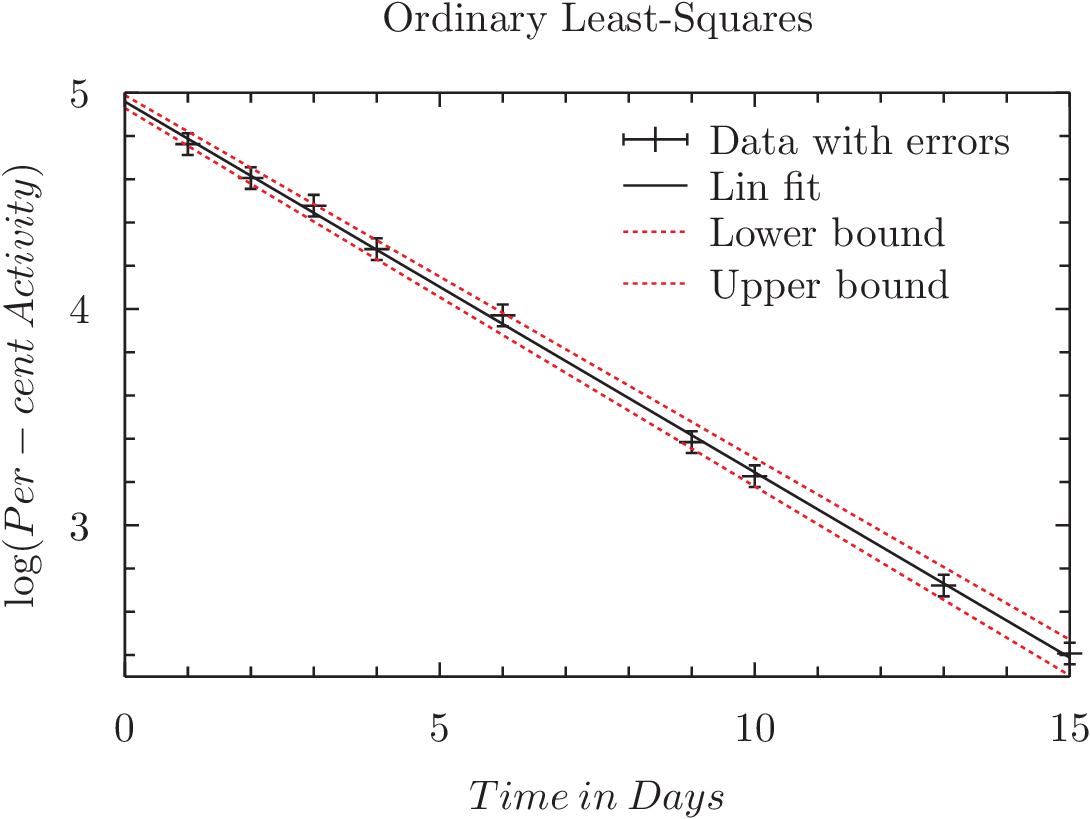 Ordinary Least-Squares
5
4
3
log(Per − cent Activity)
Data with errors
Lin fit
Lower bound
Upper bound
0 5 10 15
Time in Days